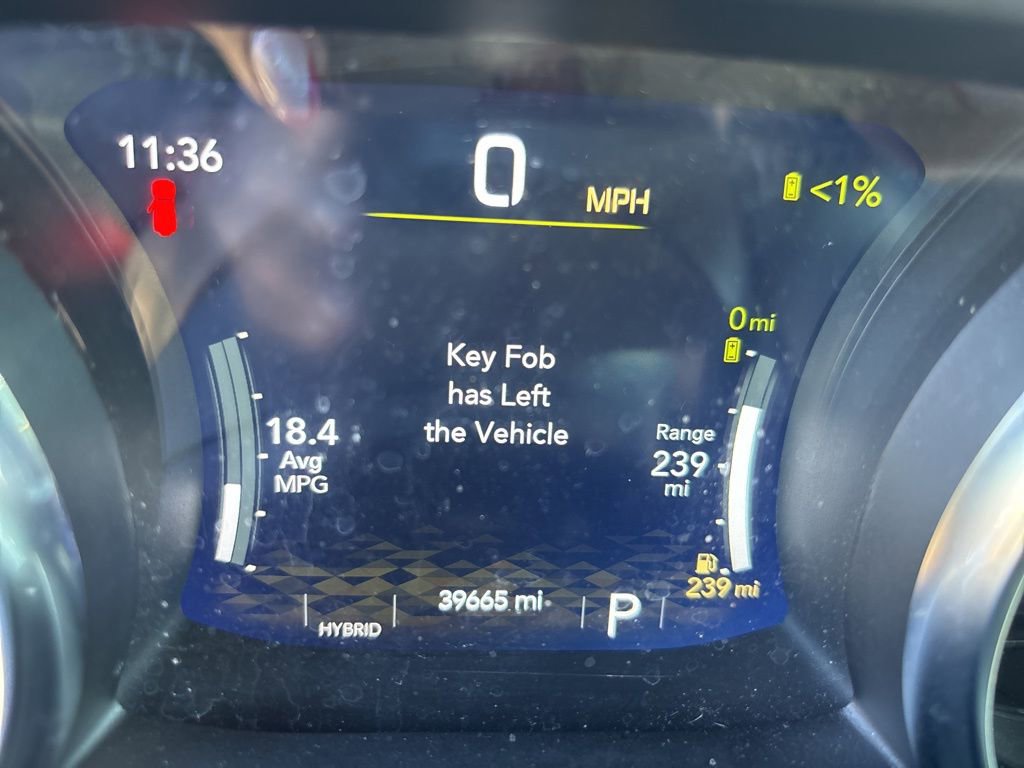 11:36
0 MPH
<1%
0 mi
Key Fob
has Left
the Vehicle
18.4
Avg
MPG
Range
239
mi
239 mi
39665 mi
P
HYBRID